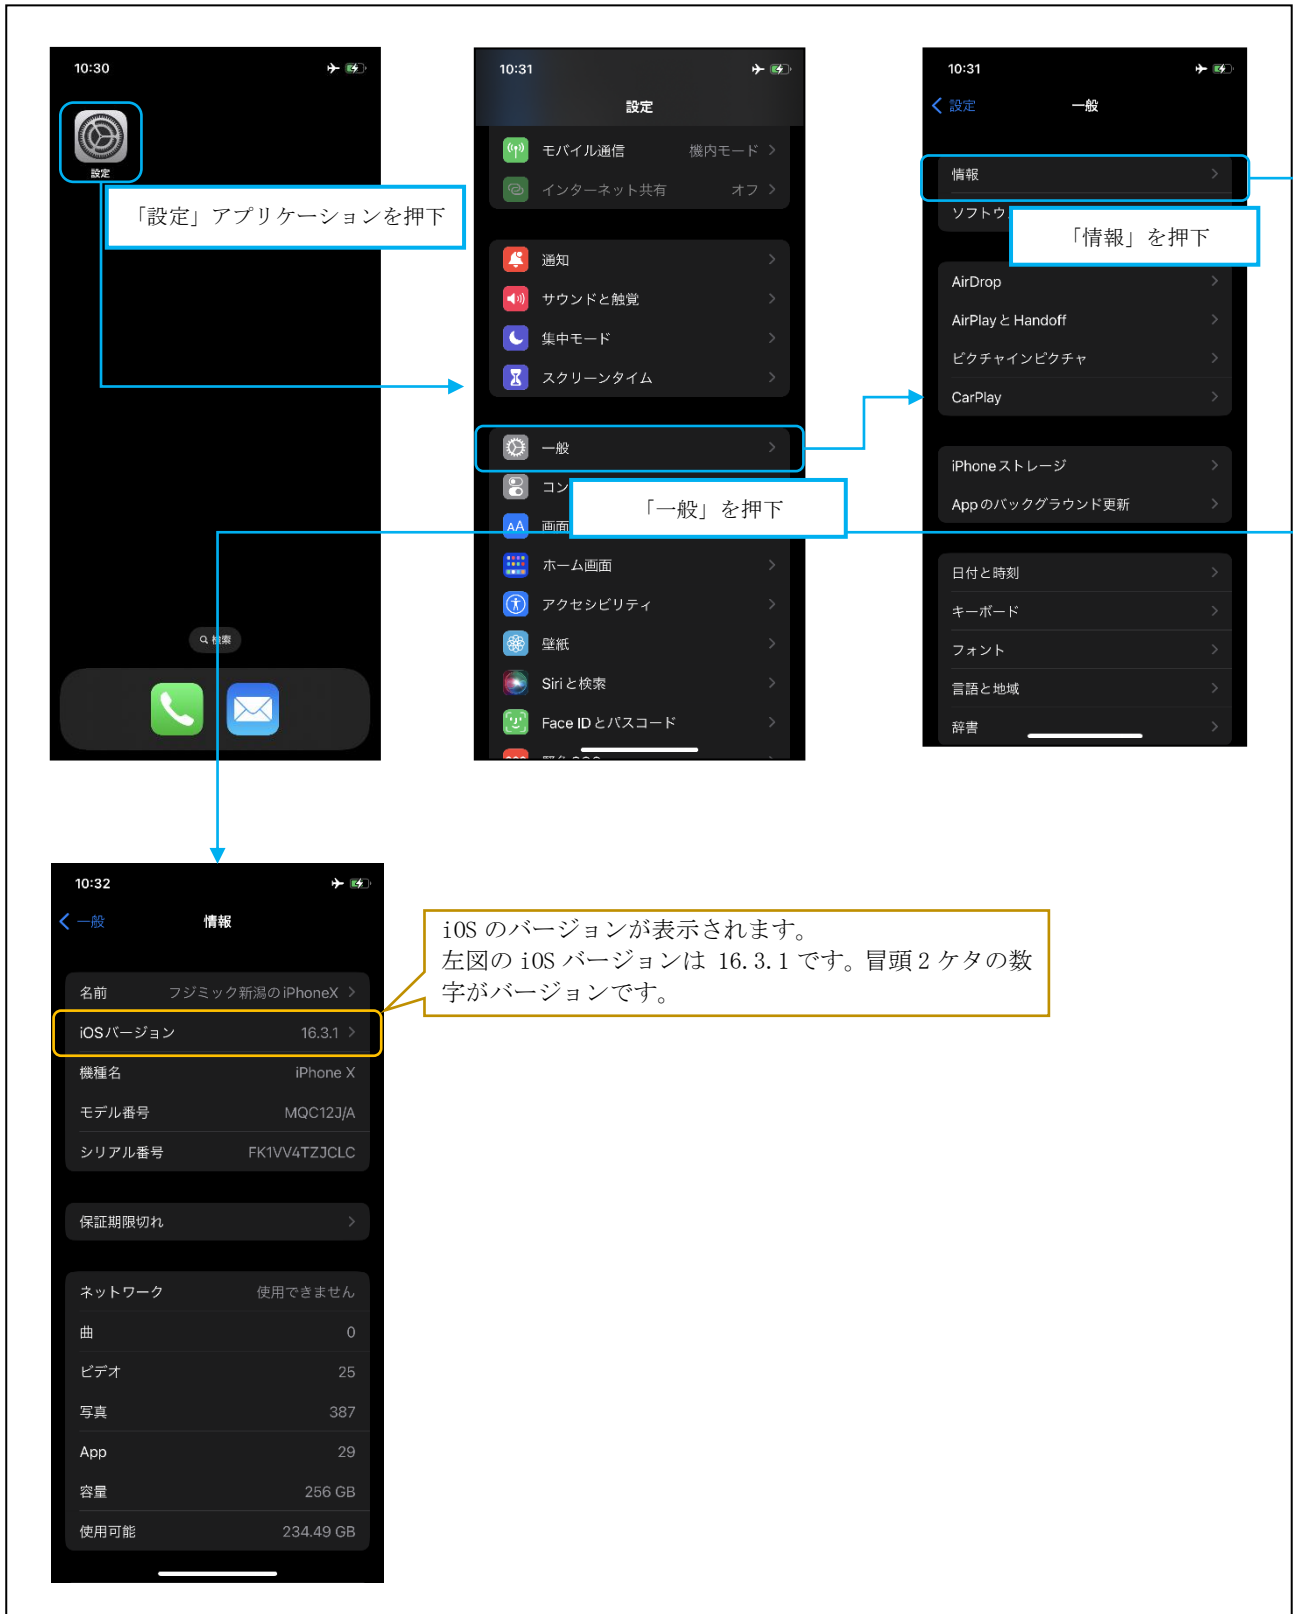 10:30
設定
「設定」アプリケーションを押下
検索
10:31
設定
モバイル通信 機内モード
インターネット共有 オフ
通知
サウンドと触覚
集中モード
スクリーンタイム
一般
コン
「一般」を押下
画面
ホーム画面
アクセシビリティ
壁紙
Siriと検索
Face IDとパスコード
10:31
設定 一般
情報
ソフトウ
「情報」を押下
AirDrop
AirPlayとHandoff
ピクチャインピクチャ
CarPlay
iPhoneストレージ
Appのバックグラウンド更新
日付と時刻
キーボード
フォント
言語と地域
辞書
10:32
一般 情報
名前 フジミック新潟のiPhoneX
iOSバージョン 16.3.1
機種名 iPhone X
モデル番号 MQC12J/A
シリアル番号 FK1VV4TZJCLC
保証期限切れ
ネットワーク 使用できません
曲 0
ビデオ 25
写真 387
App 29
容量 256 GB
使用可能 234.49 GB
iOS のバージョンが表示されます。
左図の iOS バージョンは 16.3.1 です。冒頭 2 ケタの数
字がバージョンです。